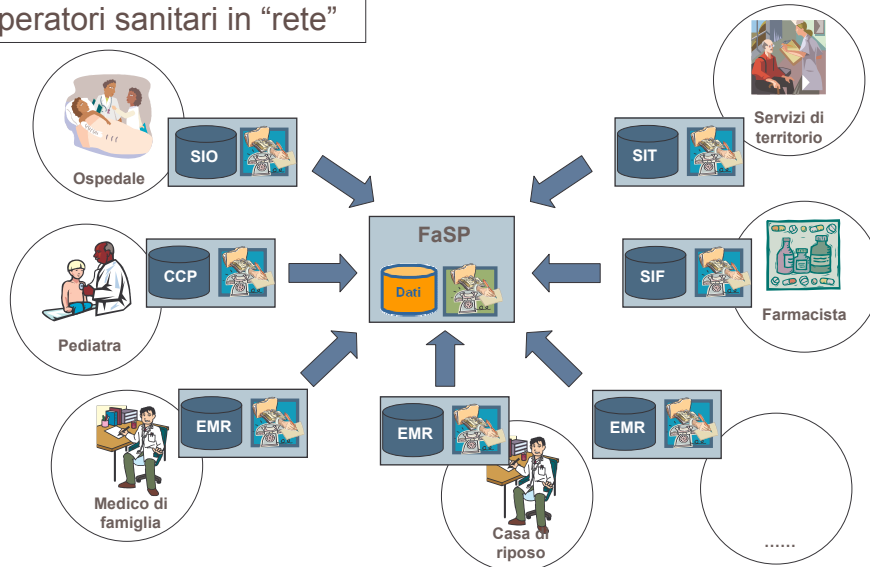 peratori sanitari in “rete”
SIO
Ospedale
SIT
Servizi di
territorio
FaSP
Dati
CCP
Pediatra
SIF
Farmacista
EMR
Medico di
famiglia
EMR
Casa di
riposo
EMR
......